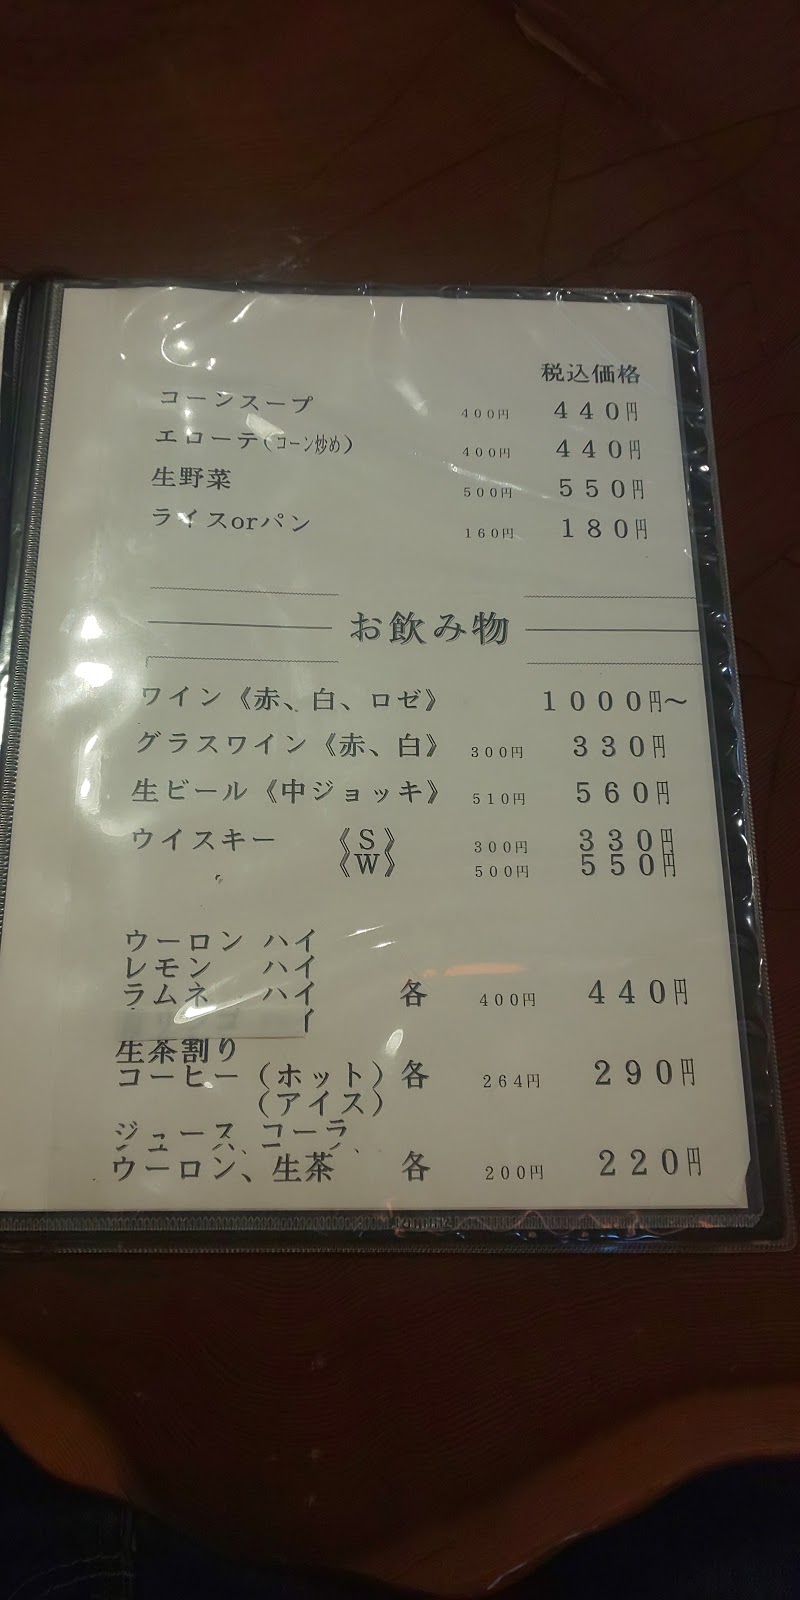 税込価格
コーンスープ 400円 440円
エローテ(コーン炒め) 400円 440円
生野菜 500円 550円
ライスorパン 160円 180円
お飲み物
ワイン《赤、白、ロゼ》 1000円～
グラスワイン《赤、白》 300円 330円
生ビール《中ジョッキ》 510円 560円
ウイスキー 《S》 300円 330円
《W》 500円 550円
ウーロン ハイ
レモン ハイ
ラムネ ハイ 各 400円 440円
生茶割り
コーヒー(ホット)各 264円 290円
(アイス)
ジュース、コーラ、
ウーロン、生茶 各 200円 220円